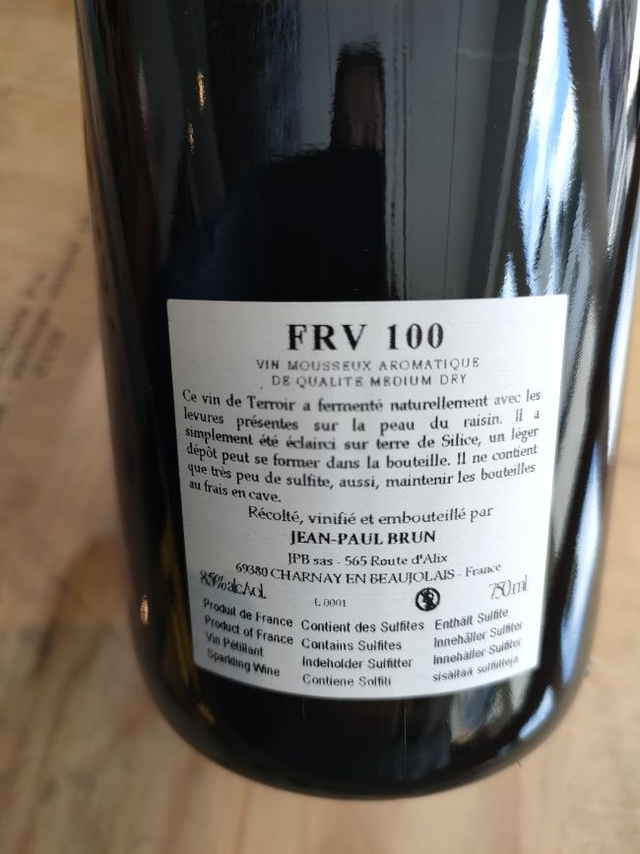 FRV 100
VIN MOUSSEUX AROMATIQUE
DE QUALITE MEDIUM DRY
Ce vin de Terroir a fermenté naturellement avec les
levures présentes sur la peau du raisin. Il a
simplement été éclairci sur terre de Silice, un léger
dépôt peut se former dans la bouteille. Il ne contient
que très peu de sulfite, aussi, maintenir les bouteilles
au frais en cave.
Récolté, vinifié et embouteillé par
JEAN-PAUL BRUN
JPB sas - 565 Route d'Alix
69380 CHARNAY EN BEAUJOLAIS - France
8.5%alc/vol. L 0001 750 ml
Produit de France Contient des Sulfites Enthält Sulfite
Product of France Contains Sulfites Innehåller Sulfiter
Vin Pétillant Indeholder Sulfitter Innehåller Sulfiter
Sparkling Wine Contiene Solfiti sisältää sulfiitteja